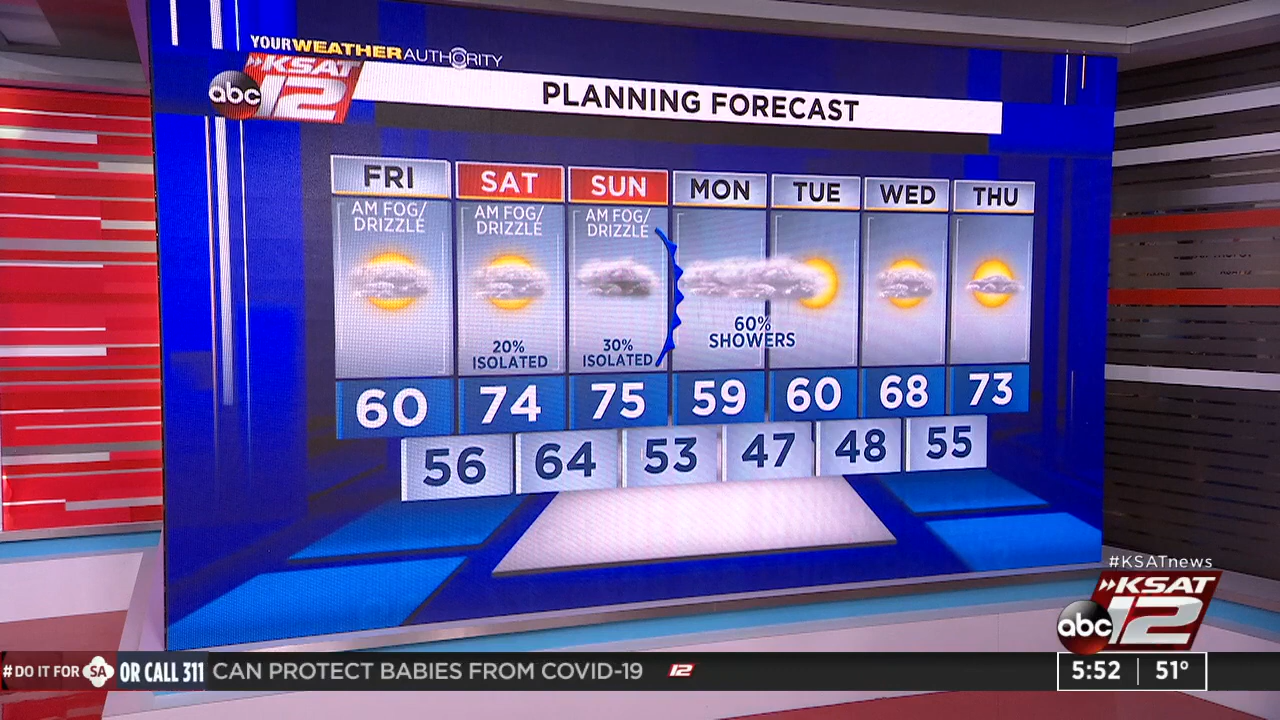 YOUR WEATHER AUTHORITY
KSAT
abc 12
PLANNING FORECAST
FRI SAT SUN MON TUE WED THU
AM FOG/ DRIZZLE
AM FOG/ DRIZZLE
AM FOG/ DRIZZLE
20% ISOLATED
30% ISOLATED
60% SHOWERS
60 74 75 59 60 68 73
56 64 53 47 48 55
#KSATnews
KSAT
abc 12
#DO IT FOR SA OR CALL 311 CAN PROTECT BABIES FROM COVID-19 12
5:52 51°